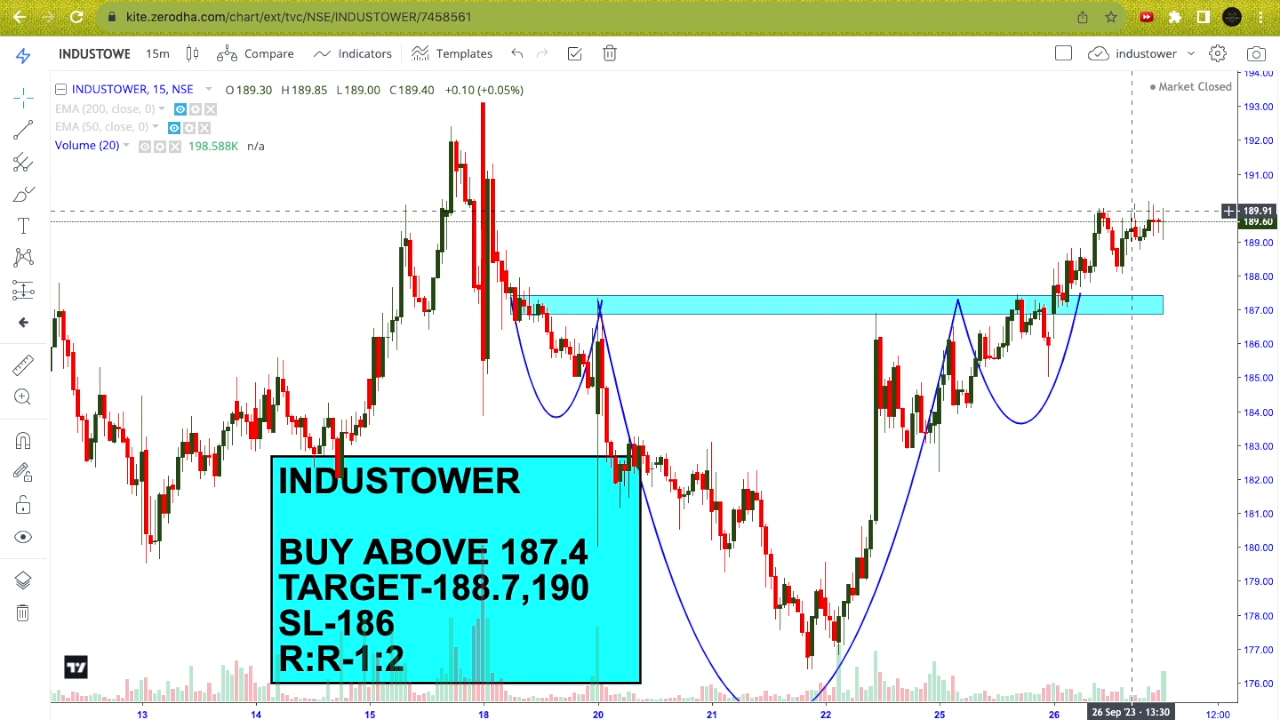 kite.zerodha.com/chart/ext/tvc/NSE/INDUSTOWER/7458561
INDUSTOWE 15m Compare Indicators Templates industower
INDUSTOWER, 15, NSE O189.30 H189.85 L189.00 C189.40 +0.10 (+0.05%) Market Closed
EMA (200, close, 0)
EMA (50, close, 0)
Volume (20) 198.588K n/a
194.00
193.00
192.00
191.00
189.91
189.60
189.00
188.00
187.00
186.00
185.00
184.00
183.00
182.00
181.00
180.00
179.00
178.00
177.00
176.00
INDUSTOWER
BUY ABOVE 187.4
TARGET-188.7,190
SL-186
R:R-1:2
13 14 15 18 20 21 22 25 26 26 Sep '23 - 13:30 12:00